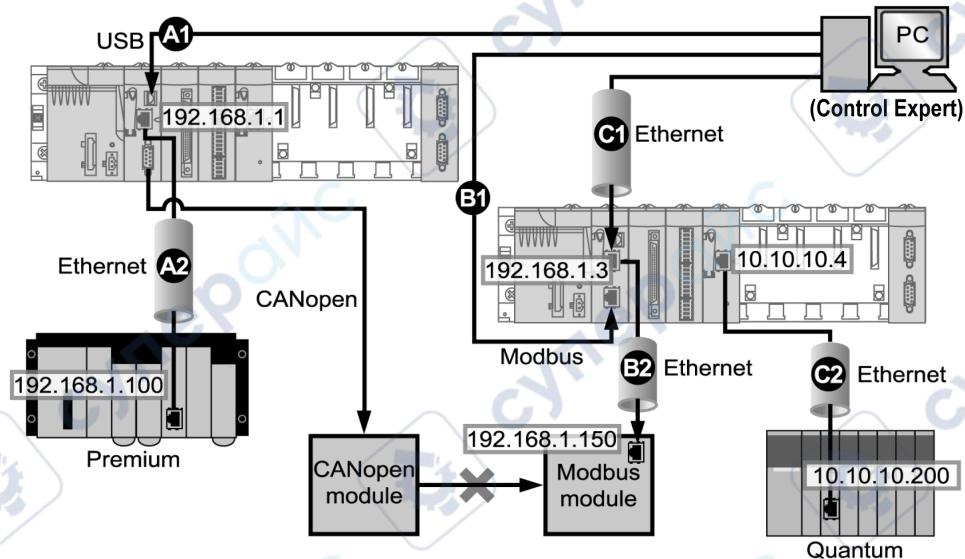 USB
A1
PC
(Control Expert)
192.168.1.1
C1
Ethernet
B1
192.168.1.3
10.10.10.4
Ethernet
A2
CANopen
Modbus
B2
Ethernet
C2
Ethernet
192.168.1.100
Premium
192.168.1.150
CANopen
module
Modbus
module
10.10.10.200
Quantum
суперайс
суперайс